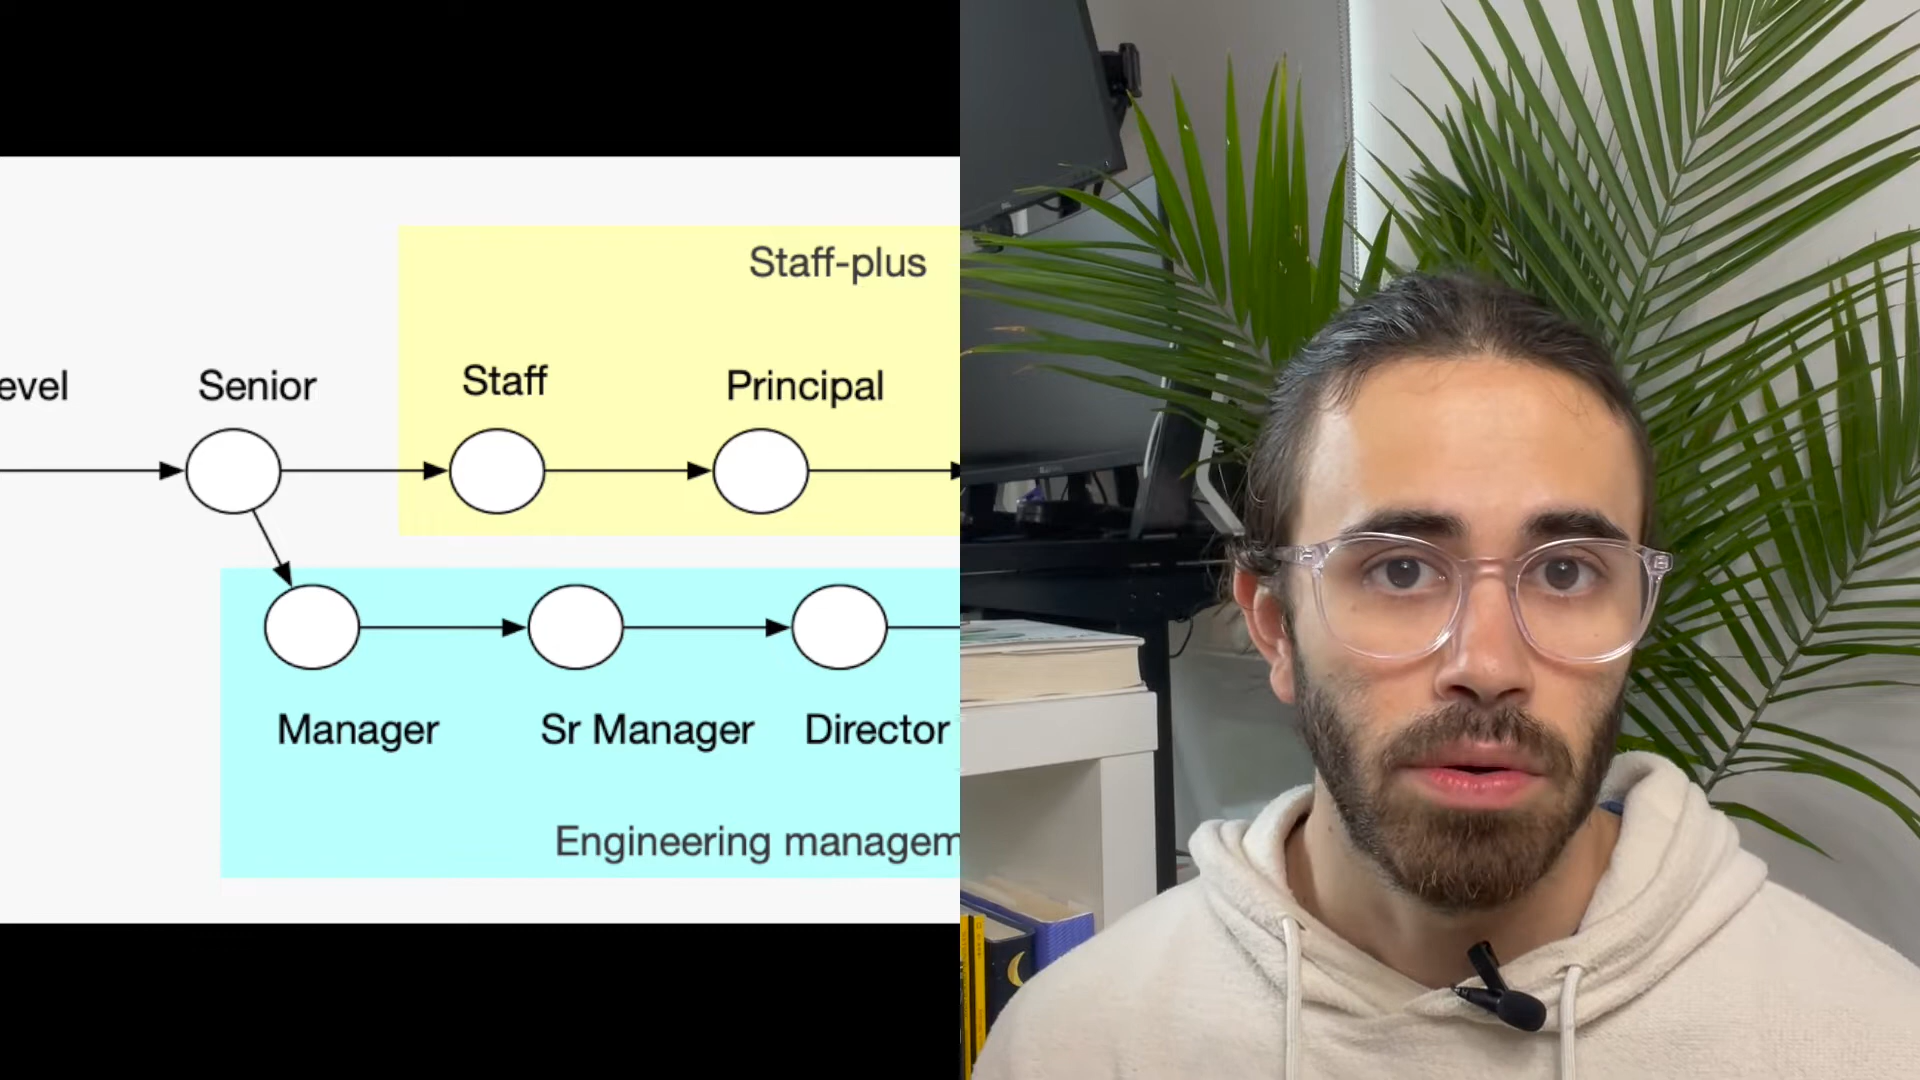 Staff-plus
evel
Senior
Staff
Principal
Manager
Sr Manager
Director
Engineering managem